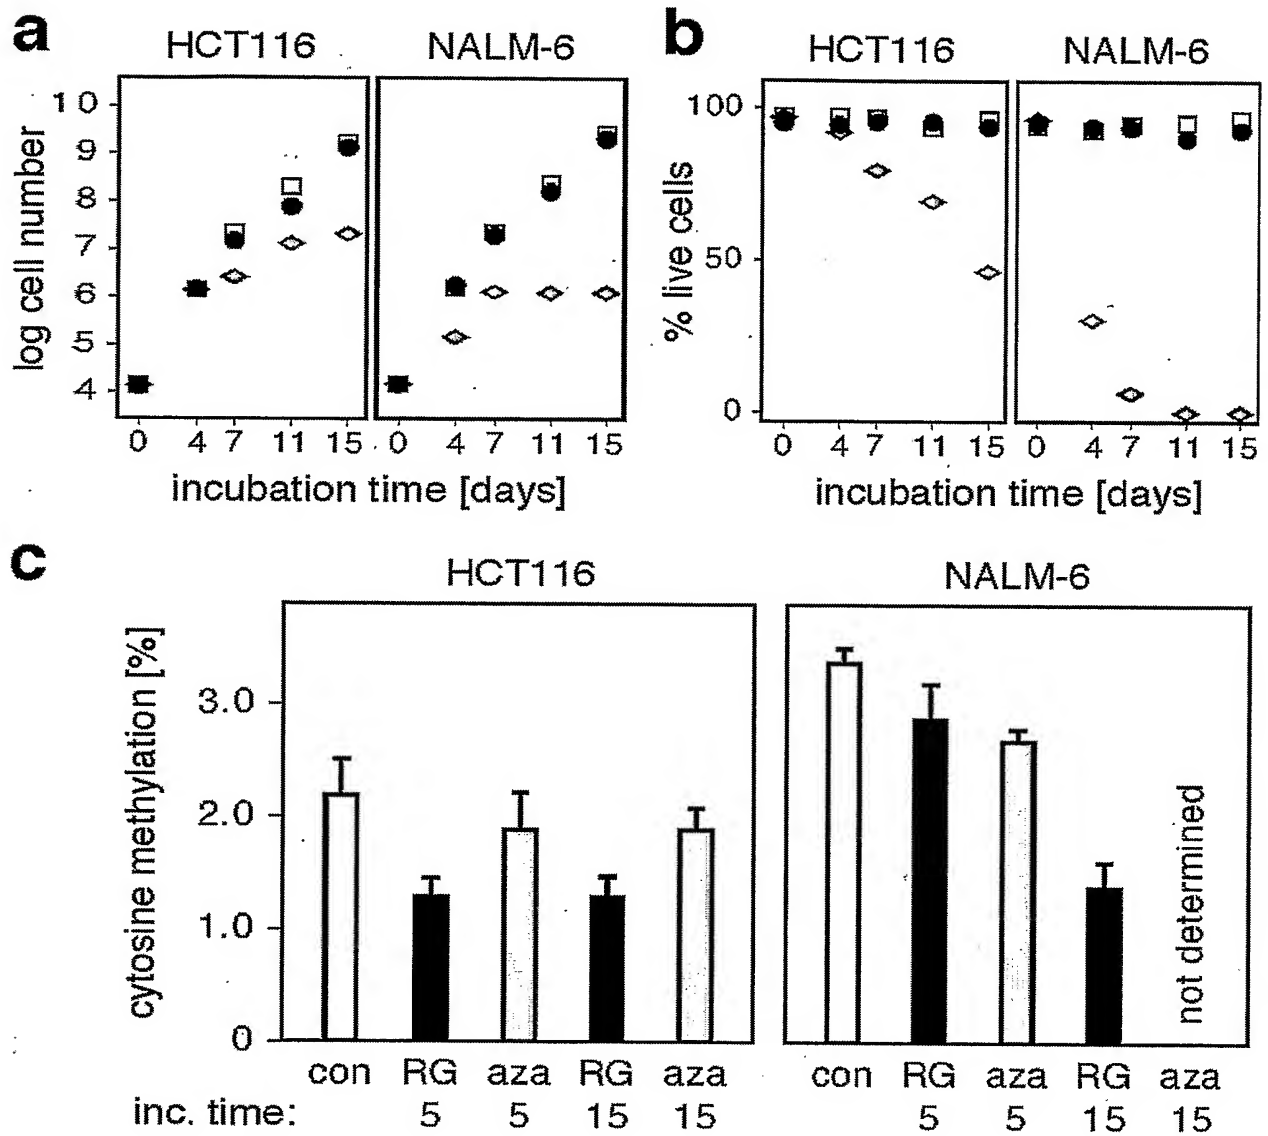 a
HCT116 NALM-6
log cell number
10
9
8
7
6
5
4
0 4 7 11 15 0 4 7 11 15
incubation time [days]
b
HCT116 NALM-6
% live cells
100
50
0
0 4 7 11 15 0 4 7 11 15
incubation time [days]
c
HCT116 NALM-6
cytosine methylation [%]
3.0
2.0
1.0
0
not determined
con RG aza RG aza con RG aza RG aza
inc. time: 5 5 15 15 5 5 15 15